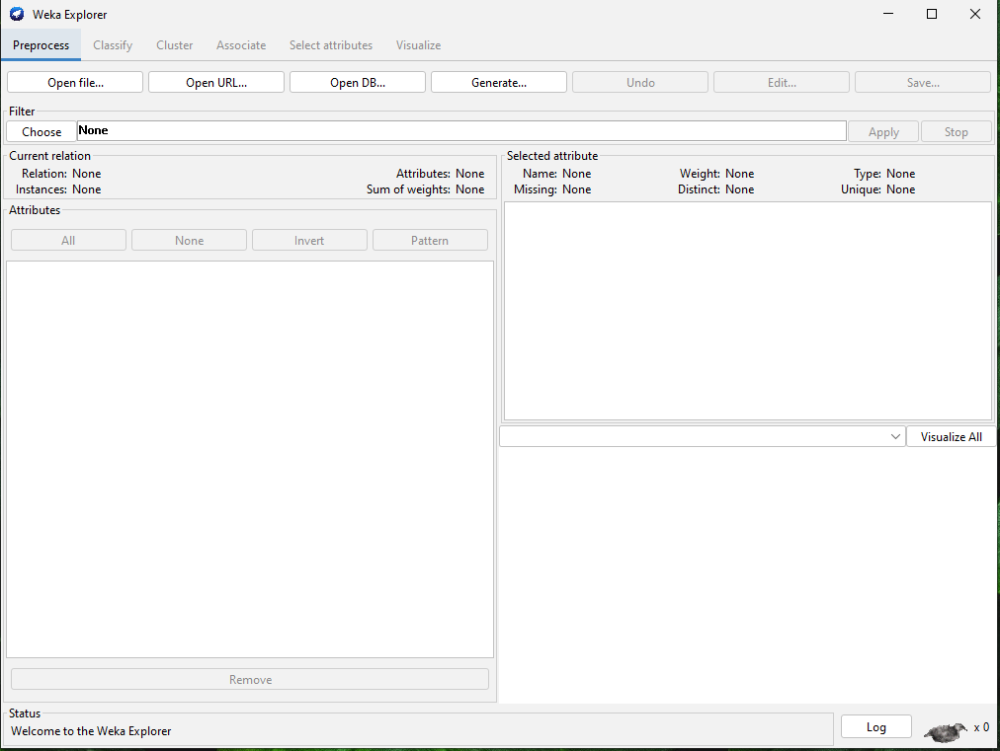 Weka Explorer
Preprocess Classify Cluster Associate Select attributes Visualize
Open file... Open URL... Open DB... Generate... Undo Edit... Save...
Filter
Choose None Apply Stop
Current relation
Relation: None Attributes: None
Instances: None Sum of weights: None
Selected attribute
Name: None Weight: None Type: None
Missing: None Distinct: None Unique: None
Attributes
All None Invert Pattern
Visualize All
Remove
Status
Welcome to the Weka Explorer
Log x 0